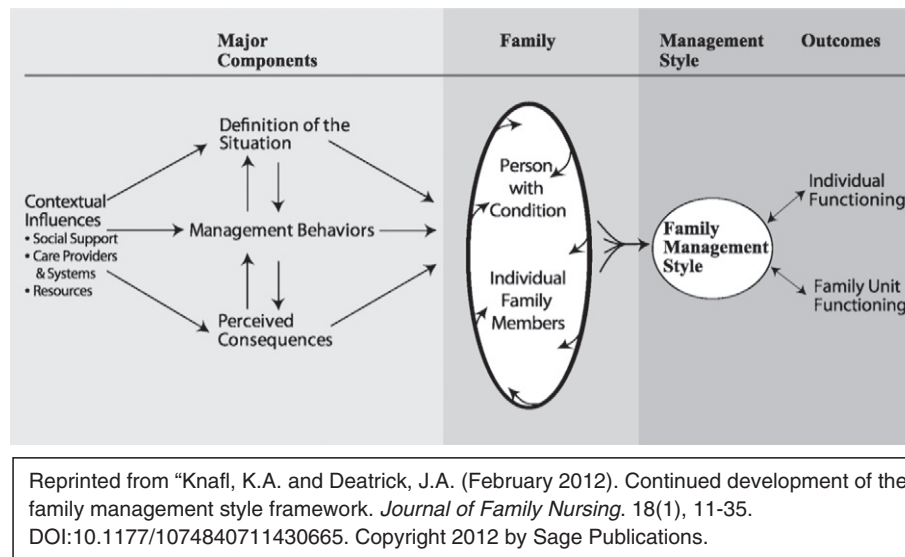 Major
Components
Family
Management
Style
Outcomes
Definition of the
Situation
Contextual
Influences
• Social Support
• Care Providers
& Systems
• Resources
Management Behaviors
Perceived
Consequences
Person
with
Condition
Individual
Family
Members
Family
Management
Style
Individual
Functioning
Family Unit
Functioning
Reprinted from “Knafl, K.A. and Deatrick, J.A. (February 2012). Continued development of the
family management style framework. Journal of Family Nursing. 18(1), 11-35.
DOI:10.1177/1074840711430665. Copyright 2012 by Sage Publications.